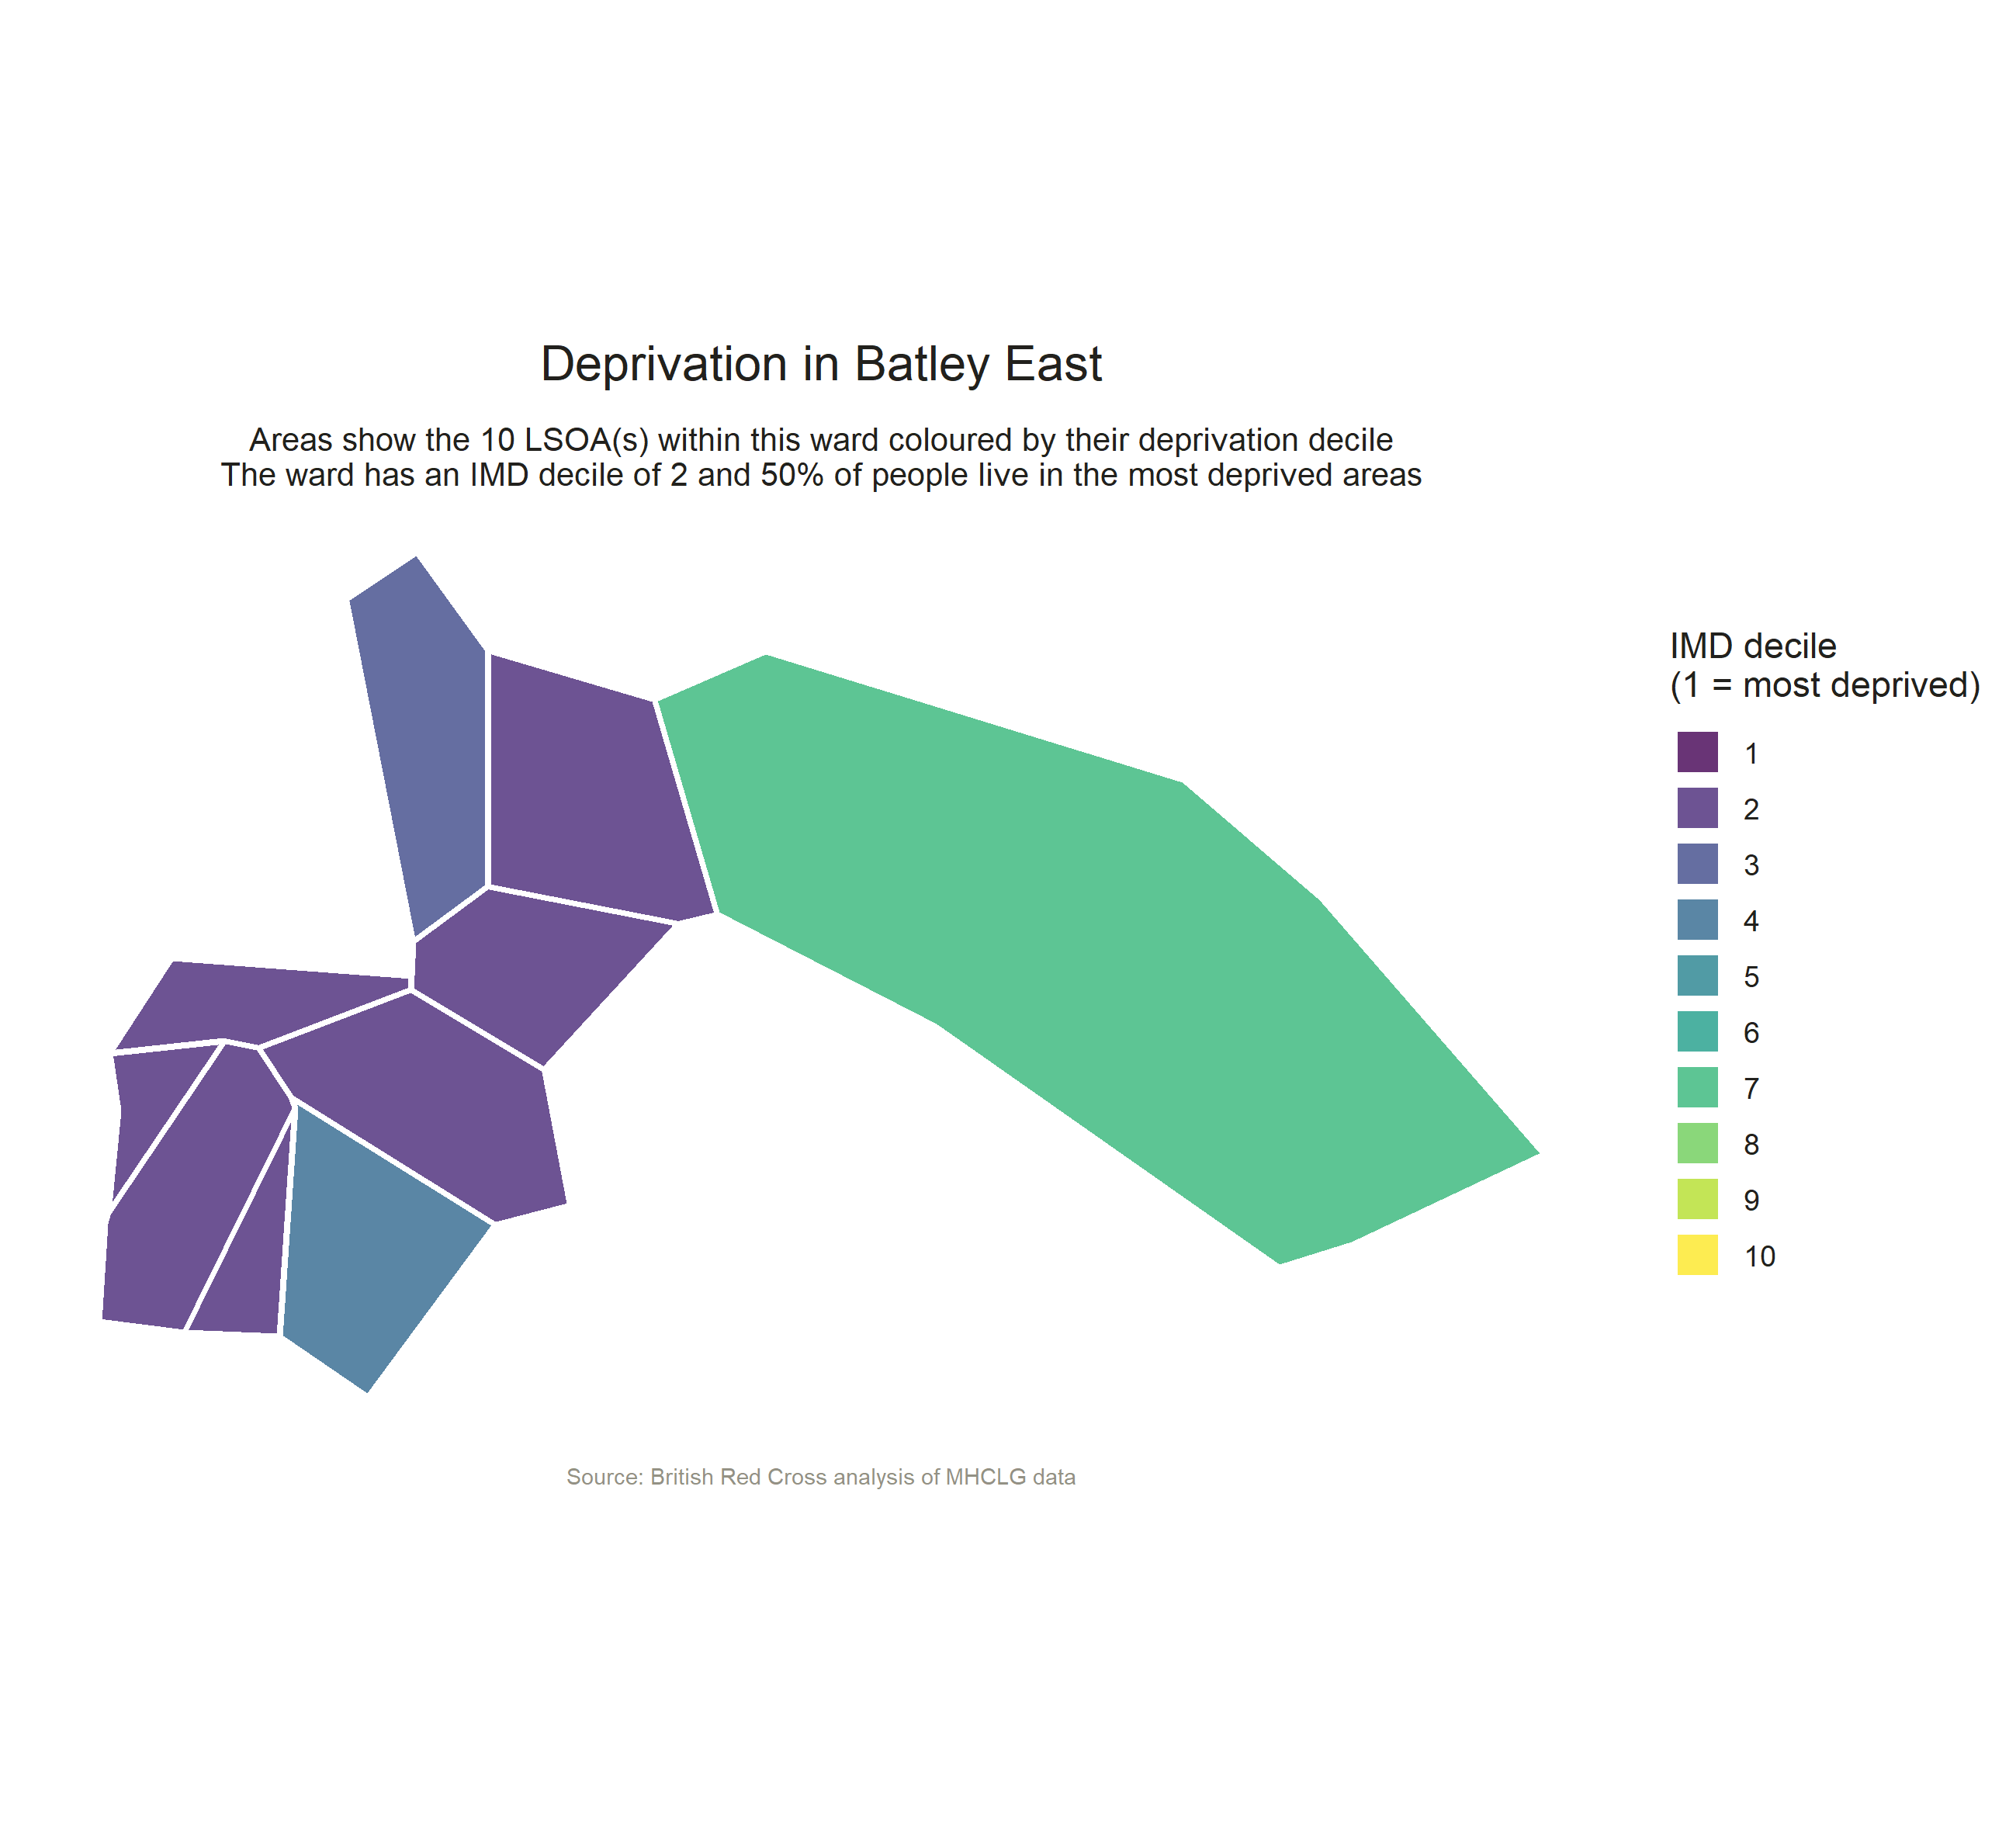 Deprivation in Batley East
Areas show the 10 LSOA(s) within this ward coloured by their deprivation decile
The ward has an IMD decile of 2 and 50% of people live in the most deprived areas
IMD decile
(1 = most deprived)
1
2
3
4
5
6
7
8
9
10
Source: British Red Cross analysis of MHCLG data